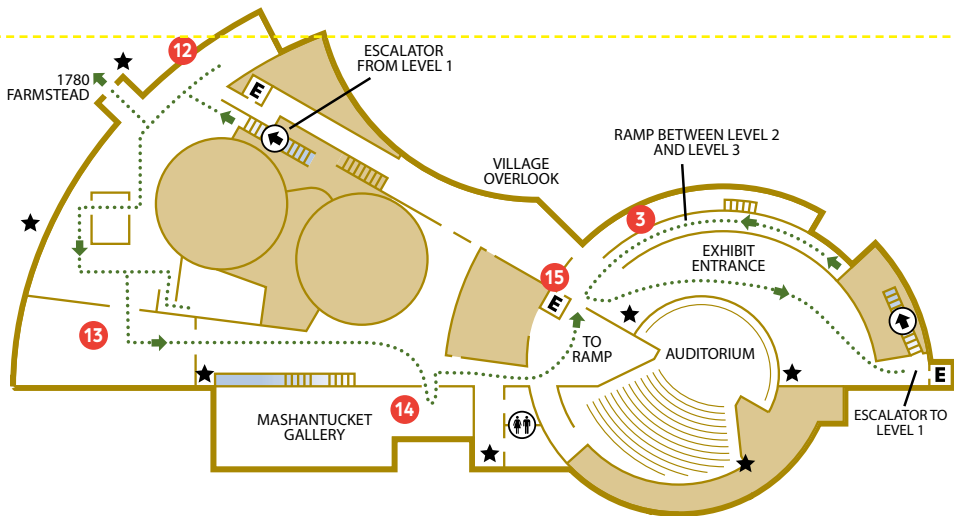 12
ESCALATOR
FROM LEVEL 1
1780
FARMSTEAD
E
RAMP BETWEEN LEVEL 2
AND LEVEL 3
VILLAGE
OVERLOOK
3
EXHIBIT
ENTRANCE
15
E
13
TO
RAMP
AUDITORIUM
E
14
MASHANTUCKET
GALLERY
ESCALATOR TO
LEVEL 1